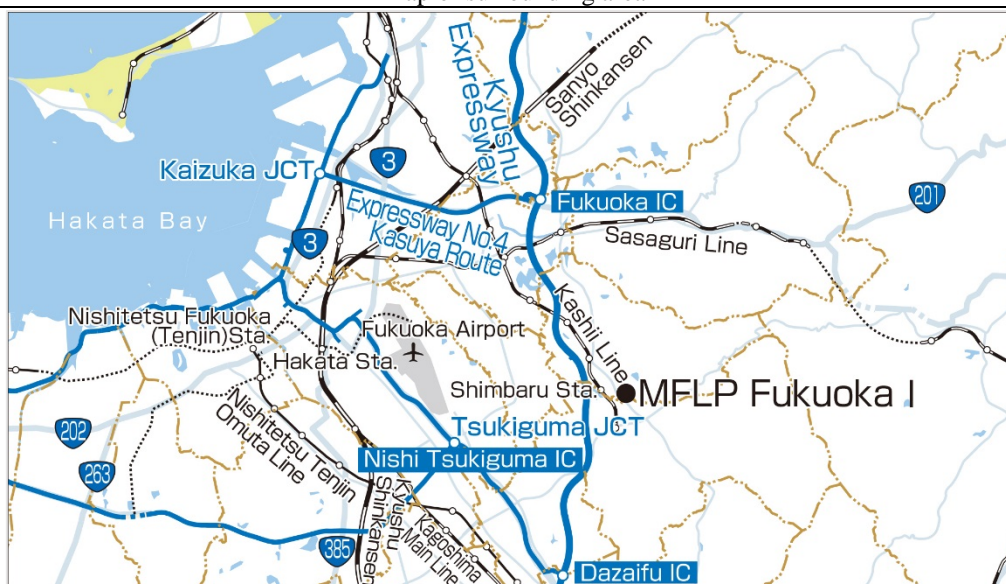 Kyushu
Expressway
Sanyo
Shinkansen
3
Kaizuka JCT
201
Fukuoka IC
Hakata Bay
Expressway No.4
Kasuya Route
3
Sasaguri Line
Kashii Line
Nishitetsu Fukuoka
(Tenjin)Sta.
Fukuoka Airport
Hakata Sta.
Shimbaru Sta.
MFLP Fukuoka I
Tsukiguma JCT
202
Nishitetsu Tenjin
Omuta Line
Nishi Tsukiguma IC
263
Kyushu
Shinkansen
Kagoshima
Main Line
385
Dazaifu IC